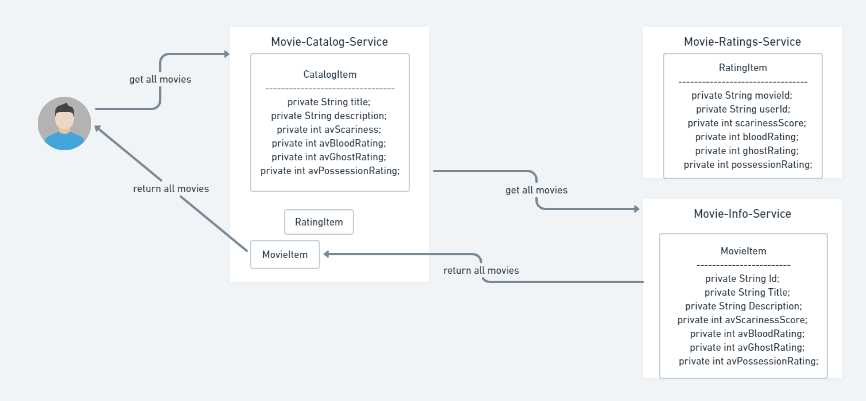 Movie-Catalog-Service
CatalogItem
---------------------------------
private String title;
private String description;
private int avScariness;
private int avBloodRating;
private int avGhostRating;
private int avPossessionRating;
RatingItem
MovieItem
get all movies
return all movies
get all movies
return all movies
Movie-Ratings-Service
RatingItem
---------------------------------
private String movieId;
private String userId;
private int scarinessScore;
private int bloodRating;
private int ghostRating;
private int possessionRating;
Movie-Info-Service
MovieItem
------------------------
private String Id;
private String Title;
private String Description;
private int avScarinessScore;
private int avBloodRating;
private int avGhostRating;
private int avPossessionRating;